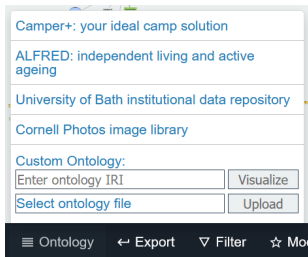 Camper+: your ideal camp solution
ALFRED: independent living and active
ageing
University of Bath institutional data repository
Cornell Photos image library
Custom Ontology:
Enter ontology IRI Visualize
Select ontology file Upload
Ontology Export Filter Mo